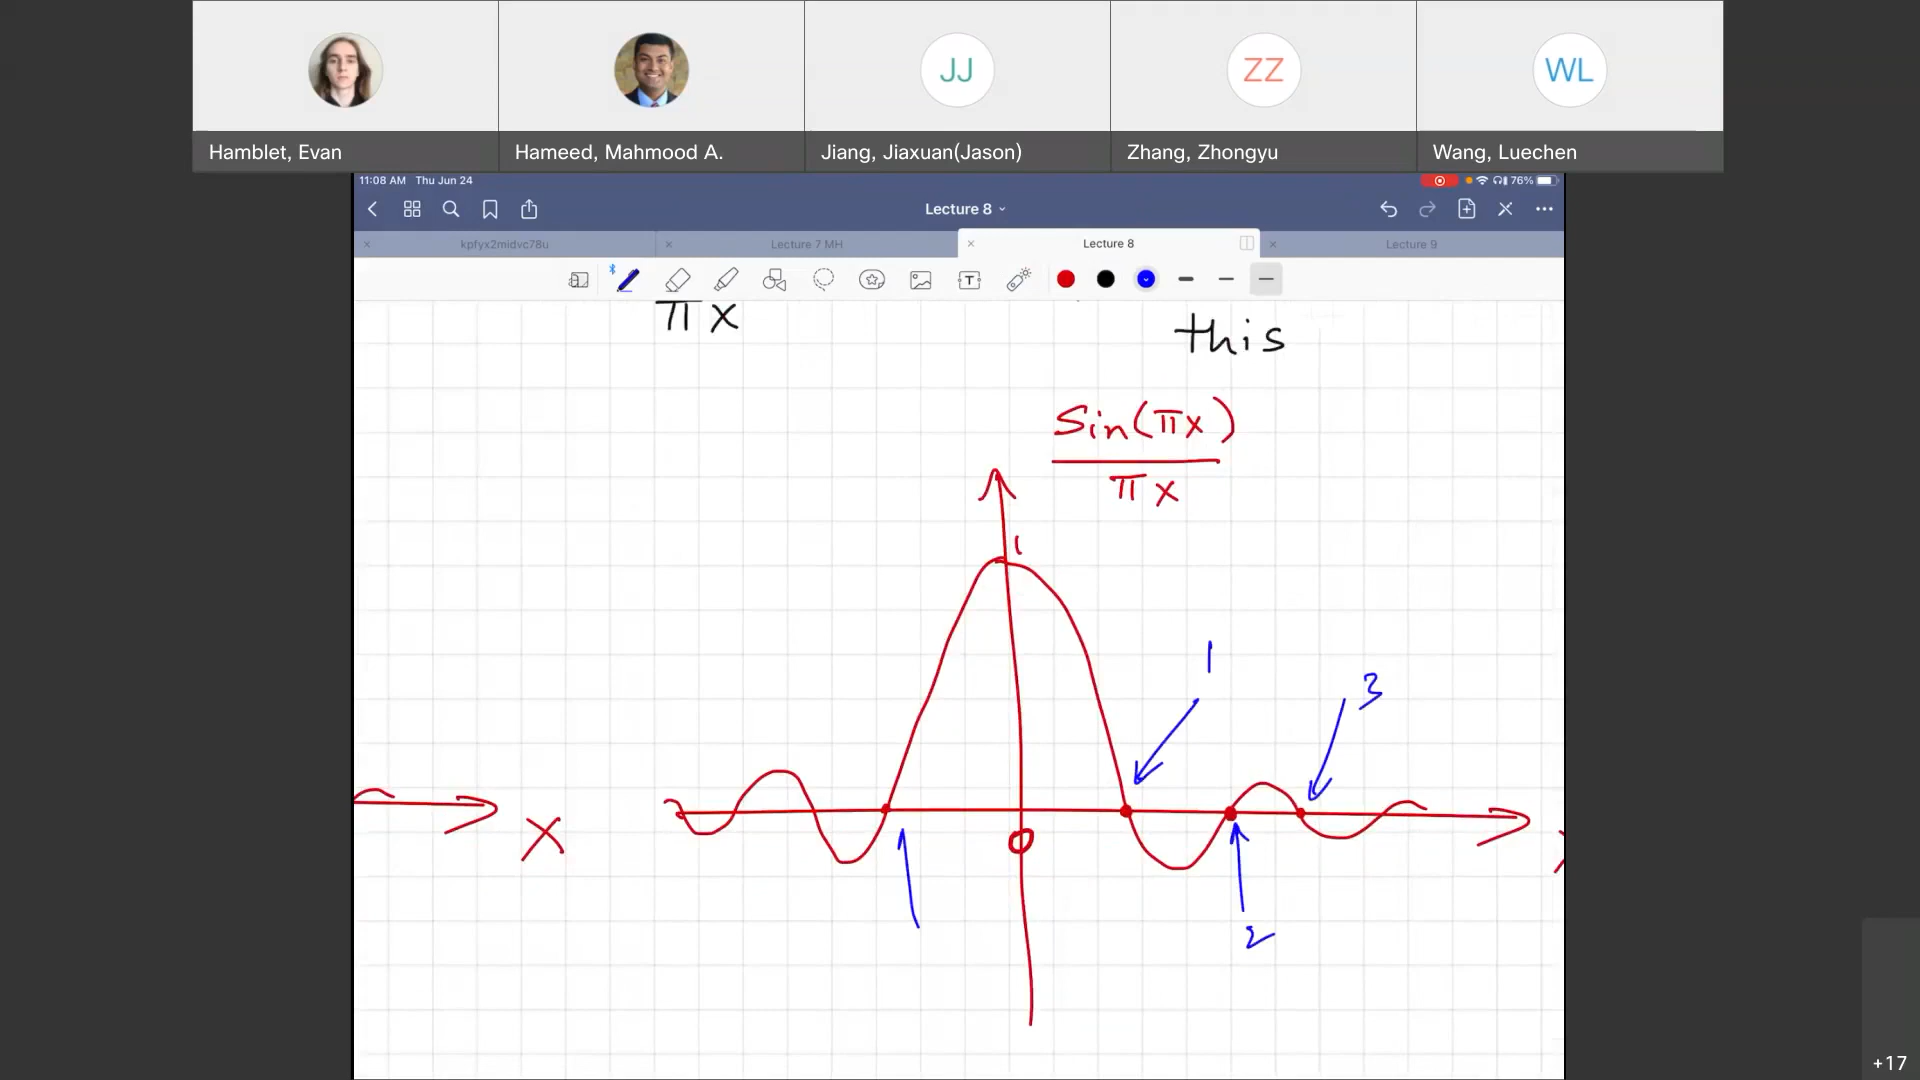 JJ
ZZ
WL
Hamblet, Evan
Hameed, Mahmood A.
Jiang, Jiaxuan(Jason)
Zhang, Zhongyu
Wang, Luechen
11:08 AM Thu Jun 24
76%
Lecture 8
kpfyx2midvc78u
Lecture 7 MH
Lecture 8
Lecture 9
πx
this
Sin(πx)
πx
1
1
3
x
0
2
+17